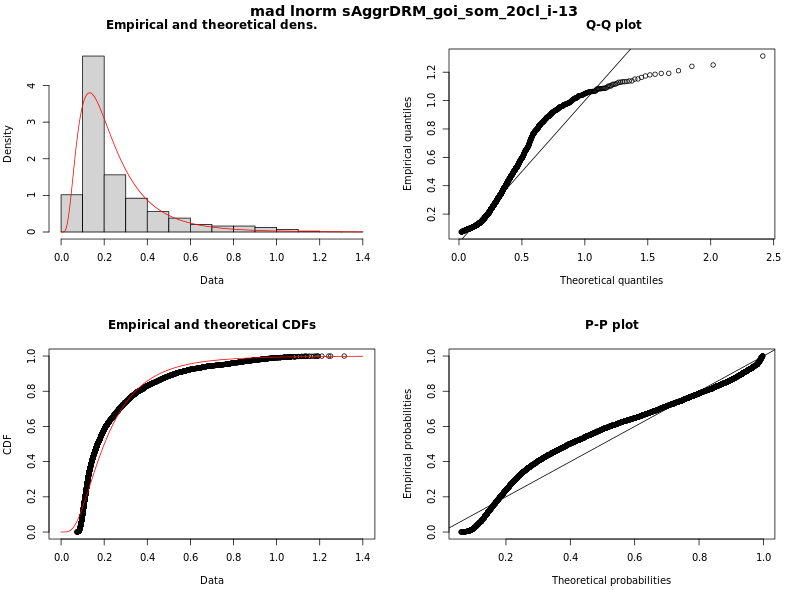 mad lnorm sAggrDRM_goi_som_20cl_i-13
Empirical and theoretical dens.
Density
0 1 2 3 4
0.0 0.2 0.4 0.6 0.8 1.0 1.2 1.4
Data
Q-Q plot
Empirical quantiles
0.2 0.4 0.6 0.8 1.0 1.2
0.0 0.5 1.0 1.5 2.0 2.5
Theoretical quantiles
Empirical and theoretical CDFs
CDF
0.0 0.2 0.4 0.6 0.8 1.0
0.0 0.2 0.4 0.6 0.8 1.0 1.2 1.4
Data
P-P plot
Empirical probabilities
0.0 0.2 0.4 0.6 0.8 1.0
0.2 0.4 0.6 0.8 1.0
Theoretical probabilities